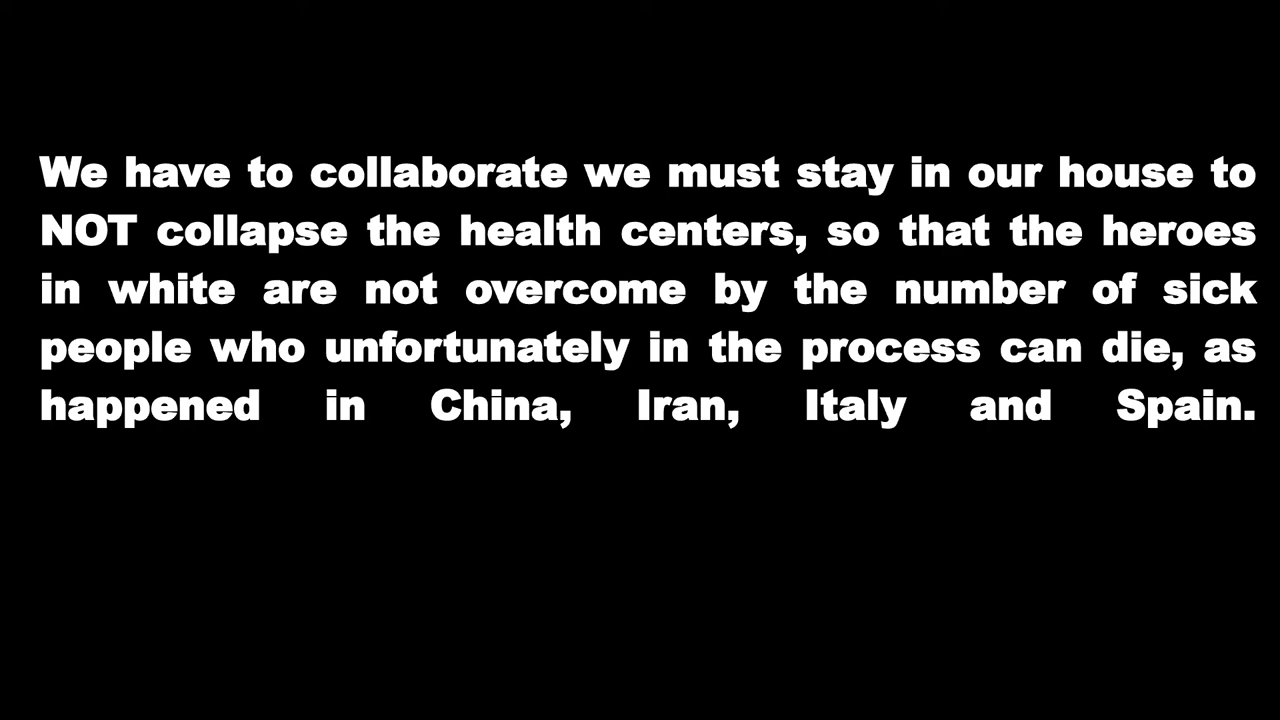 We have to collaborate we must stay in our house to
NOT collapse the health centers, so that the heroes
in white are not overcome by the number of sick
people who unfortunately in the process can die, as
happened in China, Iran, Italy and Spain.